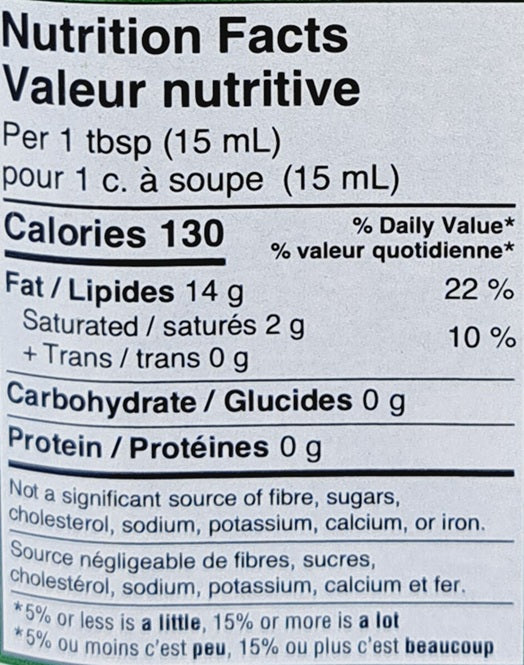 Nutrition Facts
Valeur nutritive
Per 1 tbsp (15 mL)
pour 1 c. à soupe (15 mL)
Calories 130
% Daily Value*
% valeur quotidienne*
Fat / Lipides 14 g 22 %
Saturated / saturés 2 g
+ Trans / trans 0 g 10 %
Carbohydrate / Glucides 0 g
Protein / Protéines 0 g
Not a significant source of fibre, sugars,
cholesterol, sodium, potassium, calcium, or iron.
Source négligeable de fibres, sucres,
cholestérol, sodium, potassium, calcium et fer.
*5% or less is a little, 15% or more is a lot
*5% ou moins c'est peu, 15% ou plus c'est beaucoup